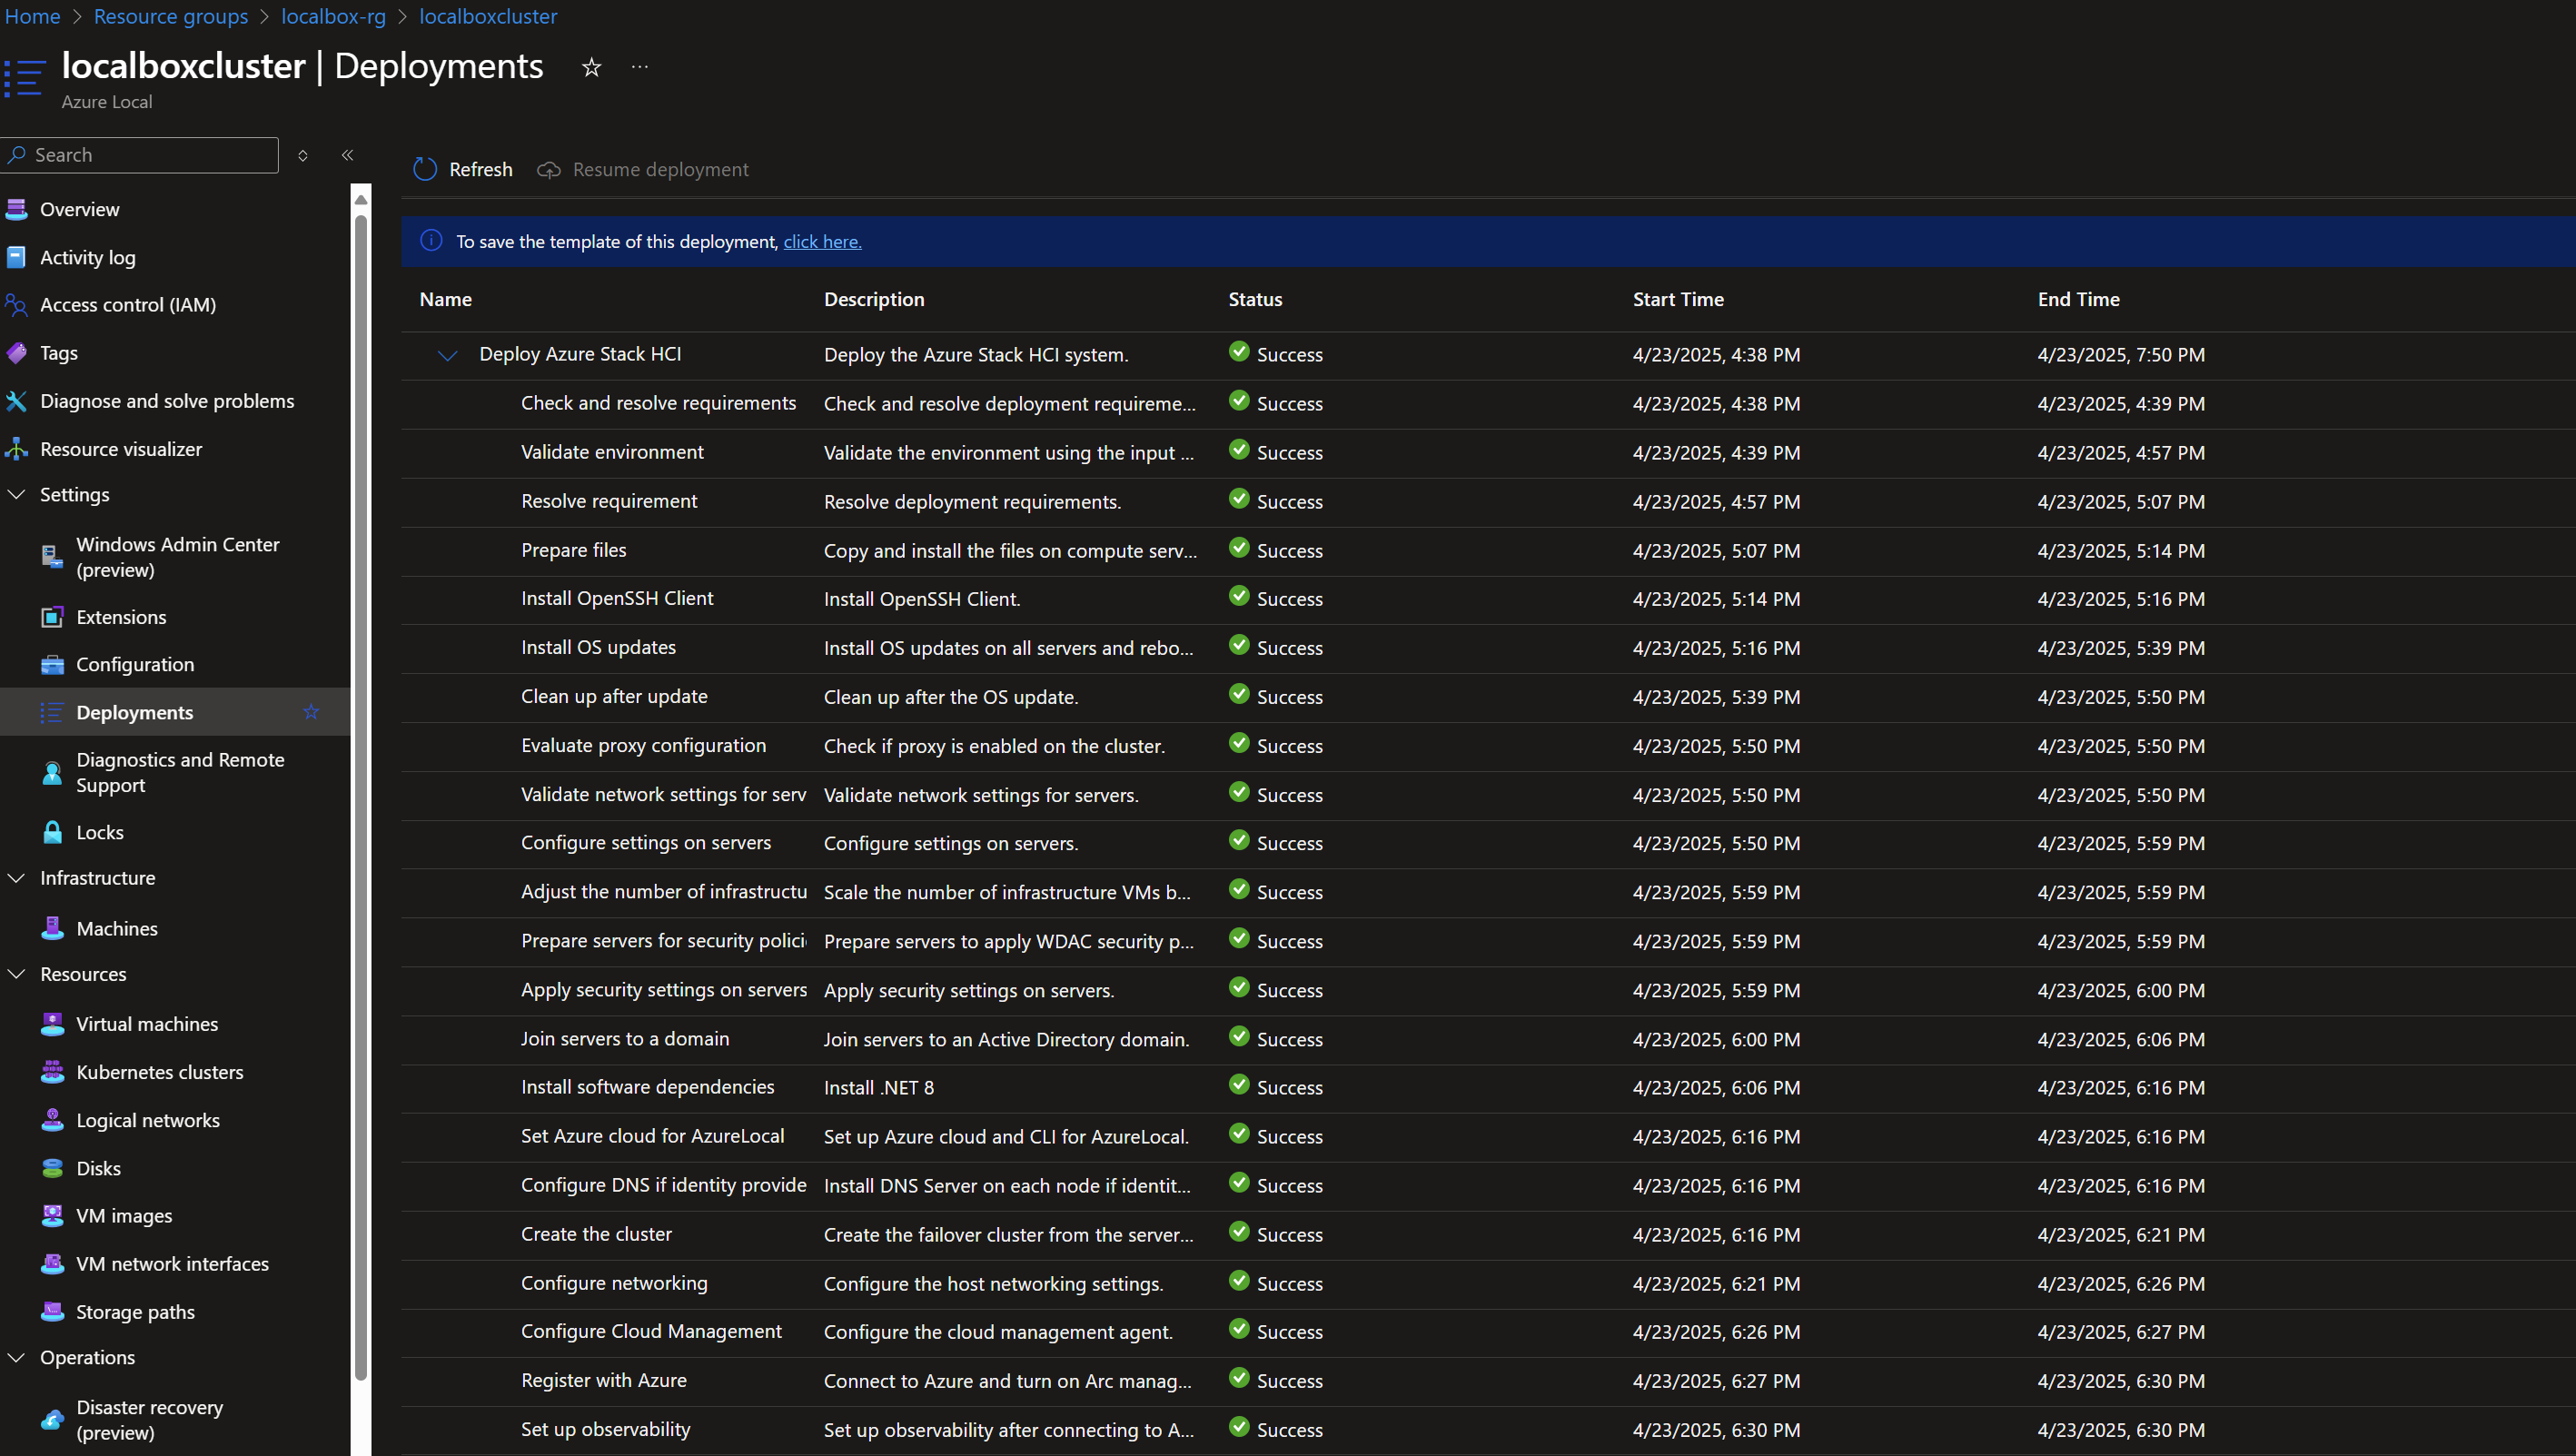 Home > Resource groups > localbox-rg > localboxcluster
localboxcluster | Deployments
Azure Local
Search
Overview
Activity log
Access control (IAM)
Tags
Diagnose and solve problems
Resource visualizer
Settings
Windows Admin Center
(preview)
Extensions
Configuration
Deployments
Diagnostics and Remote
Support
Locks
Infrastructure
Machines
Resources
Virtual machines
Kubernetes clusters
Logical networks
Disks
VM images
VM network interfaces
Storage paths
Operations
Disaster recovery
(preview)
Refresh Resume deployment
To save the template of this deployment, click here.
Name Description Status Start Time End Time
Deploy Azure Stack HCI Deploy the Azure Stack HCI system. Success 4/23/2025, 4:38 PM 4/23/2025, 7:50 PM
Check and resolve requirements Check and resolve deployment requireme... Success 4/23/2025, 4:38 PM 4/23/2025, 4:39 PM
Validate environment Validate the environment using the input ... Success 4/23/2025, 4:39 PM 4/23/2025, 4:57 PM
Resolve requirement Resolve deployment requirements. Success 4/23/2025, 4:57 PM 4/23/2025, 5:07 PM
Prepare files Copy and install the files on compute serv... Success 4/23/2025, 5:07 PM 4/23/2025, 5:14 PM
Install OpenSSH Client Install OpenSSH Client. Success 4/23/2025, 5:14 PM 4/23/2025, 5:16 PM
Install OS updates Install OS updates on all servers and rebo... Success 4/23/2025, 5:16 PM 4/23/2025, 5:39 PM
Clean up after update Clean up after the OS update. Success 4/23/2025, 5:39 PM 4/23/2025, 5:50 PM
Evaluate proxy configuration Check if proxy is enabled on the cluster. Success 4/23/2025, 5:50 PM 4/23/2025, 5:50 PM
Validate network settings for serv Validate network settings for servers. Success 4/23/2025, 5:50 PM 4/23/2025, 5:50 PM
Configure settings on servers Configure settings on servers. Success 4/23/2025, 5:50 PM 4/23/2025, 5:59 PM
Adjust the number of infrastructu Scale the number of infrastructure VMs b... Success 4/23/2025, 5:59 PM 4/23/2025, 5:59 PM
Prepare servers for security polici Prepare servers to apply WDAC security p... Success 4/23/2025, 5:59 PM 4/23/2025, 5:59 PM
Apply security settings on servers Apply security settings on servers. Success 4/23/2025, 5:59 PM 4/23/2025, 6:00 PM
Join servers to a domain Join servers to an Active Directory domain. Success 4/23/2025, 6:00 PM 4/23/2025, 6:06 PM
Install software dependencies Install .NET 8 Success 4/23/2025, 6:06 PM 4/23/2025, 6:16 PM
Set Azure cloud for AzureLocal Set up Azure cloud and CLI for AzureLocal. Success 4/23/2025, 6:16 PM 4/23/2025, 6:16 PM
Configure DNS if identity provide Install DNS Server on each node if identit... Success 4/23/2025, 6:16 PM 4/23/2025, 6:16 PM
Create the cluster Create the failover cluster from the server... Success 4/23/2025, 6:16 PM 4/23/2025, 6:21 PM
Configure networking Configure the host networking settings. Success 4/23/2025, 6:21 PM 4/23/2025, 6:26 PM
Configure Cloud Management Configure the cloud management agent. Success 4/23/2025, 6:26 PM 4/23/2025, 6:27 PM
Register with Azure Connect to Azure and turn on Arc manag... Success 4/23/2025, 6:27 PM 4/23/2025, 6:30 PM
Set up observability Set up observability after connecting to A... Success 4/23/2025, 6:30 PM 4/23/2025, 6:30 PM